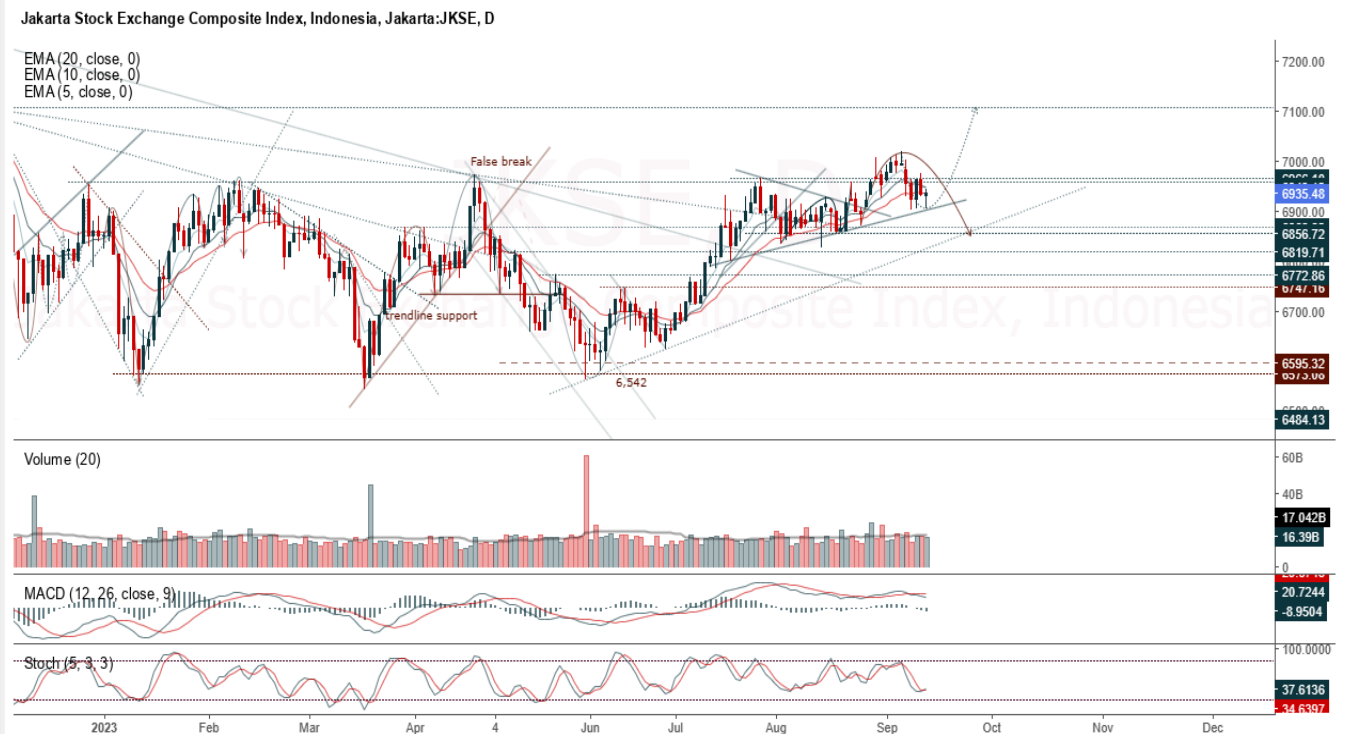 Jakarta Stock Exchange Composite Index, Indonesia, Jakarta:JKSE, D
EMA (20, close, 0)
EMA (10, close, 0)
EMA (5, close, 0)
7200.00
7100.00
False break
7000.00
6935.48
6900.00
6856.72
6819.71
6772.86
6747.16
trendline support
6700.00
6595.32
6573.08
6,542
6484.13
Volume (20)
60B
40B
17.042B
16.39B
0
MACD (12, 26, close, 9)
20.7244
-8.9504
Stoch (5, 3, 3)
100.0000
37.6136
34.6397
2023 Feb Mar Apr 4 Jun Jul Aug Sep Oct Nov Dec